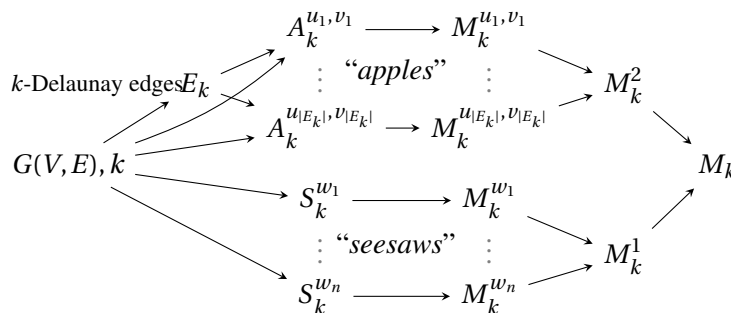 A_k^{u_1,v_1} M_k^{u_1,v_1}
k-Delaunay edges E_k ⋮ “apples” ⋮ M_k^2
A_k^{u_{|E_k|},v_{|E_k|}} M_k^{u_{|E_k|},v_{|E_k|}}
G(V,E),k M_k
S_k^{w_1} M_k^{w_1}
⋮ “seesaws” ⋮ M_k^1
S_k^{w_n} M_k^{w_n}